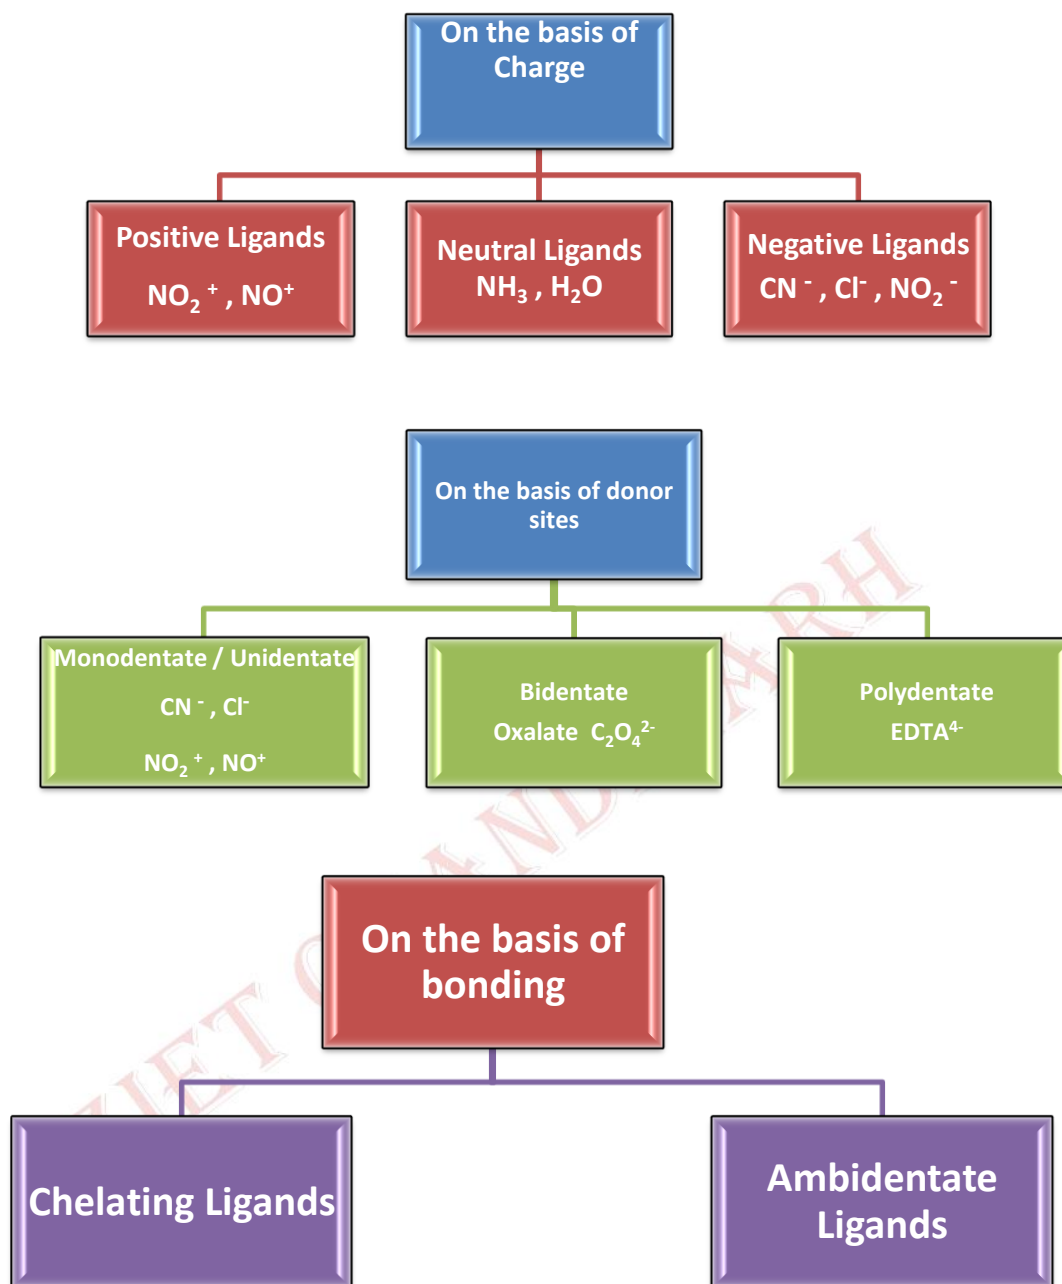 On the basis of
Charge
Positive Ligands
NO₂ ⁺ , NO⁺
Neutral Ligands
NH₃ , H₂O
Negative Ligands
CN ⁻ , Cl⁻ , NO₂ ⁻
On the basis of donor
sites
Monodentate / Unidentate
CN ⁻ , Cl⁻
NO₂ ⁺ , NO⁺
Bidentate
Oxalate C₂O₄²⁻
Polydentate
EDTA⁴⁻
On the basis of
bonding
Chelating Ligands
Ambidentate
Ligands